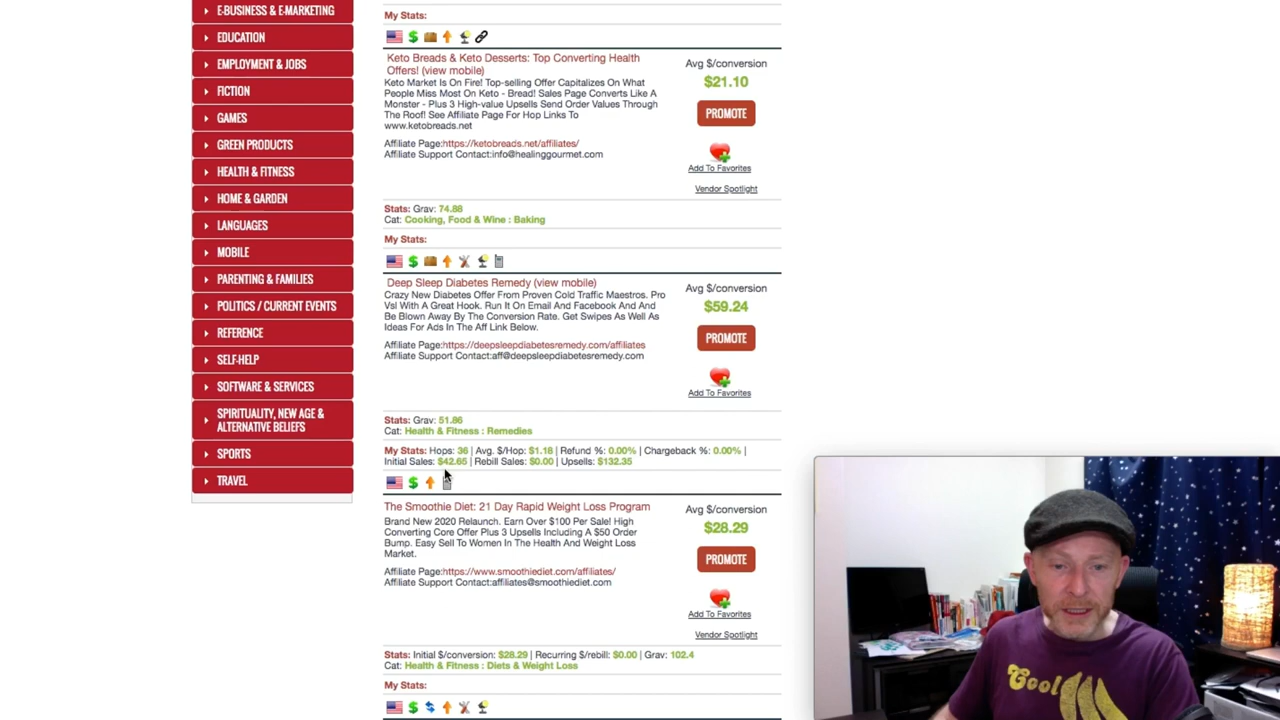 E-BUSINESS & E-MARKETING
EDUCATION
EMPLOYMENT & JOBS
FICTION
GAMES
GREEN PRODUCTS
HEALTH & FITNESS
HOME & GARDEN
LANGUAGES
MOBILE
PARENTING & FAMILIES
POLITICS / CURRENT EVENTS
REFERENCE
SELF-HELP
SOFTWARE & SERVICES
SPIRITUALITY, NEW AGE &
ALTERNATIVE BELIEFS
SPORTS
TRAVEL
My Stats:
Keto Breads & Keto Desserts: Top Converting Health
Offers! (view mobile)
Keto Market Is On Fire! Top-selling Offer Capitalizes On What
People Miss Most On Keto - Bread! Sales Page Converts Like A
Monster - Plus 3 High-value Upsells Send Order Values Through
The Roof! See Affiliate Page For Hop Links To
www.ketobreads.net
Affiliate Page:https://ketobreads.net/affiliates/
Affiliate Support Contact:info@healinggourmet.com
Avg $/conversion
$21.10
PROMOTE
Add To Favorites
Vendor Spotlight
Stats: Grav: 74.88
Cat: Cooking, Food & Wine : Baking
My Stats:
Deep Sleep Diabetes Remedy (view mobile)
Crazy New Diabetes Offer From Proven Cold Traffic Maestros. Pro
Vsl With A Great Hook. Run It On Email And Facebook And And
Be Blown Away By The Conversion Rate. Get Swipes As Well As
Ideas For Ads In The Aff Link Below.
Affiliate Page:https://deepsleepdiabetesremedy.com/affiliates
Affiliate Support Contact:aff@deepsleepdiabetesremedy.com
Avg $/conversion
$59.24
PROMOTE
Add To Favorites
Stats: Grav: 51.86
Cat: Health & Fitness : Remedies
My Stats: Hops: 36 | Avg. $/Hop: $1.18 | Refund %: 0.00% | Chargeback %: 0.00% |
Initial Sales: $42.65 | Rebill Sales: $0.00 | Upsells: $132.35
The Smoothie Diet: 21 Day Rapid Weight Loss Program
Brand New 2020 Relaunch. Earn Over $100 Per Sale! High
Converting Core Offer Plus 3 Upsells Including A $50 Order
Bump. Easy Sell To Women In The Health And Weight Loss
Market.
Affiliate Page:https://www.smoothiediet.com/affiliates/
Affiliate Support Contact:affiliates@smoothiediet.com
Avg $/conversion
$28.29
PROMOTE
Add To Favorites
Vendor Spotlight
Stats: Initial $/conversion: $28.29 | Recurring $/rebill: $0.00 | Grav: 102.4
Cat: Health & Fitness : Diets & Weight Loss
My Stats:
Cool